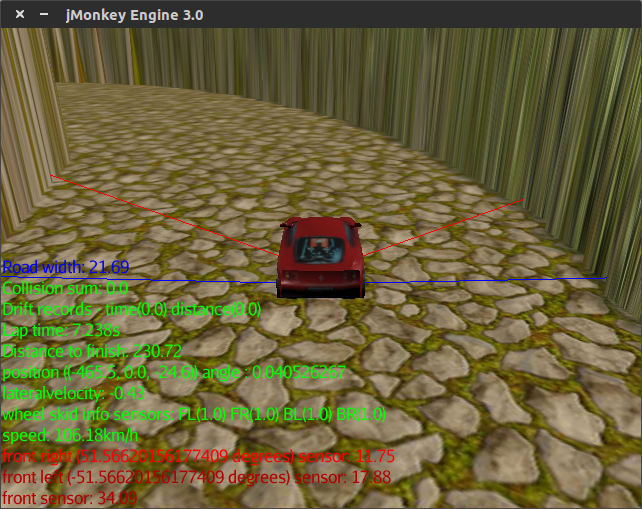 jMonkey Engine 3.0
Road width: 21.69
Collision sum: 0.0
Drift records - time(0.0) distance(0.0)
Lap time: 7.238s
Distance to finish: 230.72
position ((-465.5, 0.0, -24.6)) angle : 0.040526767
lateralvelocity: -0.43
wheel skid info sensors: FL(1.0) FR(1.0) BL(1.0) BR(1.0)
speed: 106.18km/h
front right (51.56620156177409 degrees) sensor: 11.75
front left (-51.56620156177409 degrees) sensor: 17.88
front sensor: 34.09